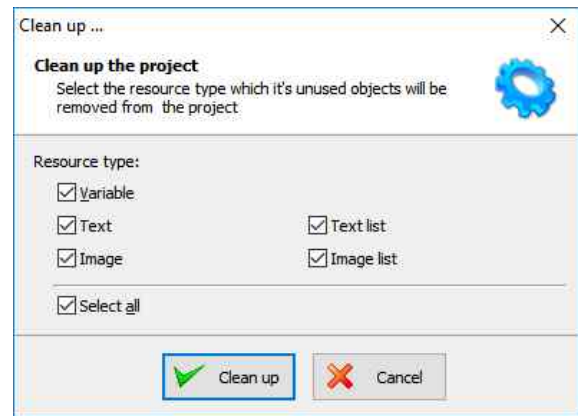 Clean up ...
Clean up the project
Select the resource type which it's unused objects will be
removed from the project
Resource type:
Variable
Text
Text list
Image
Image list
Select all
Clean up
Cancel